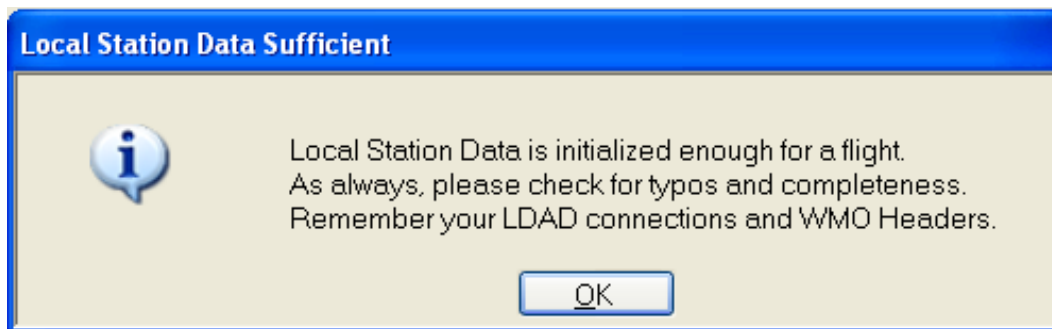 Local Station Data Sufficient
Local Station Data is initialized enough for a flight.
As always, please check for typos and completeness.
Remember your LDAD connections and WMO Headers.
OK